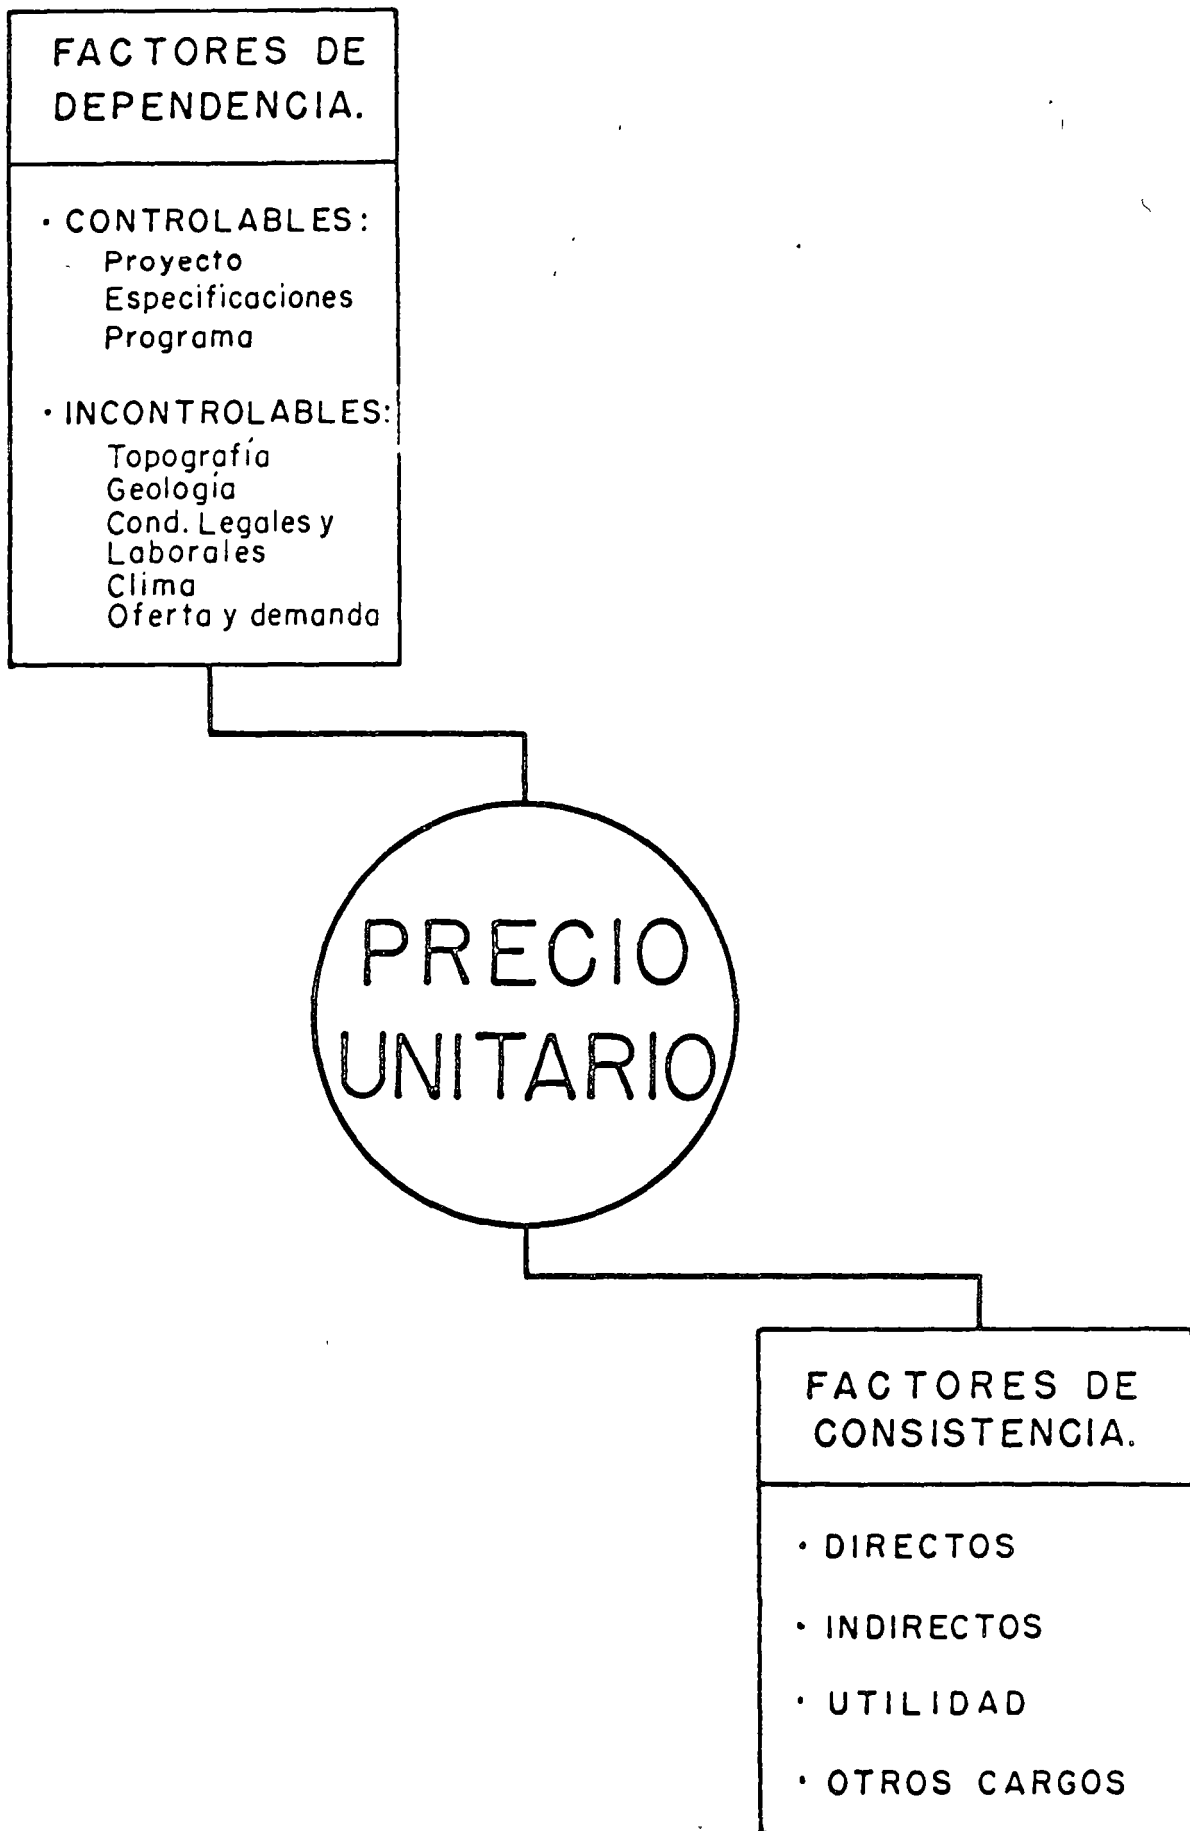 FACTORES DE
DEPENDENCIA.
· CONTROLABLES:
Proyecto
Especificaciones
Programa
· INCONTROLABLES:
Topografía
Geología
Cond. Legales y
Laborales
Clima
Oferta y demanda
PRECIO
UNITARIO
FACTORES DE
CONSISTENCIA.
· DIRECTOS
· INDIRECTOS
· UTILIDAD
· OTROS CARGOS